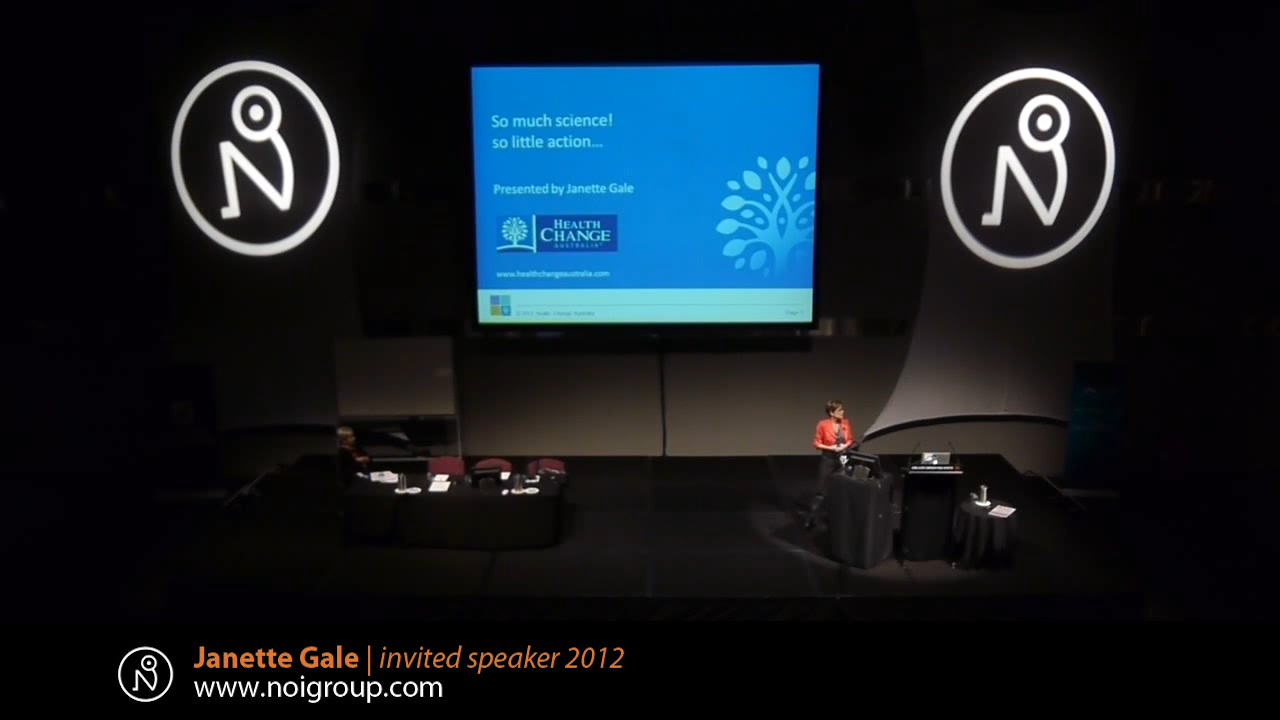 So much science!
so little action...
Presented by Janette Gale
HEALTH
CHANGE
AUSTRALIA
www.healthchangeaustralia.com
Janette Gale | invited speaker 2012
www.noigroup.com